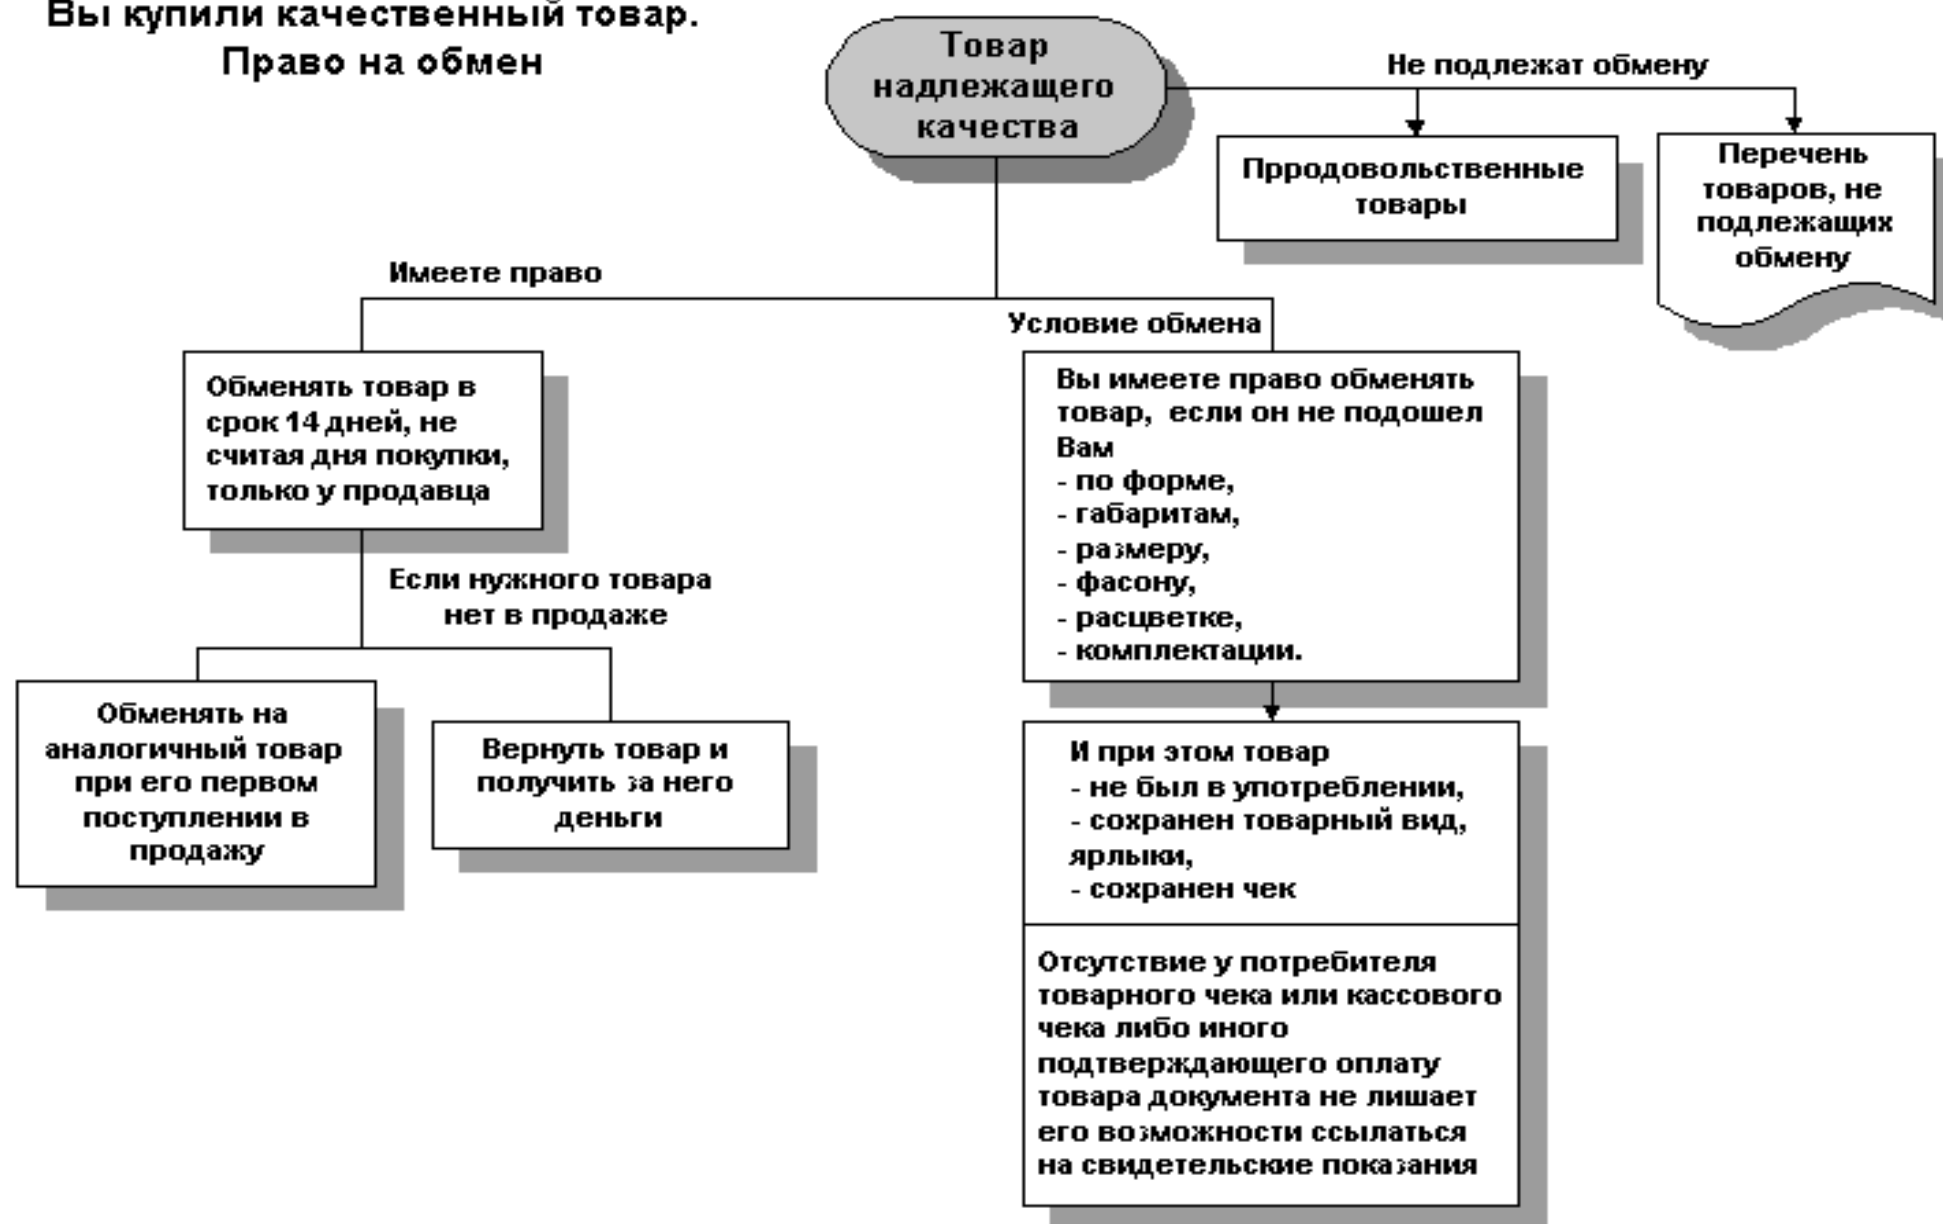 Вы купили качественный товар.
Право на обмен
Товар
надлежащего
качества
Не подлежат обмену
Прродовольственные
товары
Перечень
товаров, не
подлежащих
обмену
Имеете право
Условие обмена
Обменять товар в
срок 14 дней, не
считая дня покупки,
только у продавца
Если нужного товара
нет в продаже
Обменять на
аналогичный товар
при его первом
поступлении в
продажу
Вернуть товар и
получить за него
деньги
Вы имеете право обменять
товар, если он не подошел
Вам
- по форме,
- габаритам,
- размеру,
- фасону,
- расцветке,
- комплектации.
И при этом товар
- не был в употреблении,
- сохранен товарный вид,
ярлыки,
- сохранен чек
Отсутствие у потребителя
товарного чека или кассового
чека либо иного
подтверждающего оплату
товара документа не лишает
его возможности ссылаться
на свидетельские показания